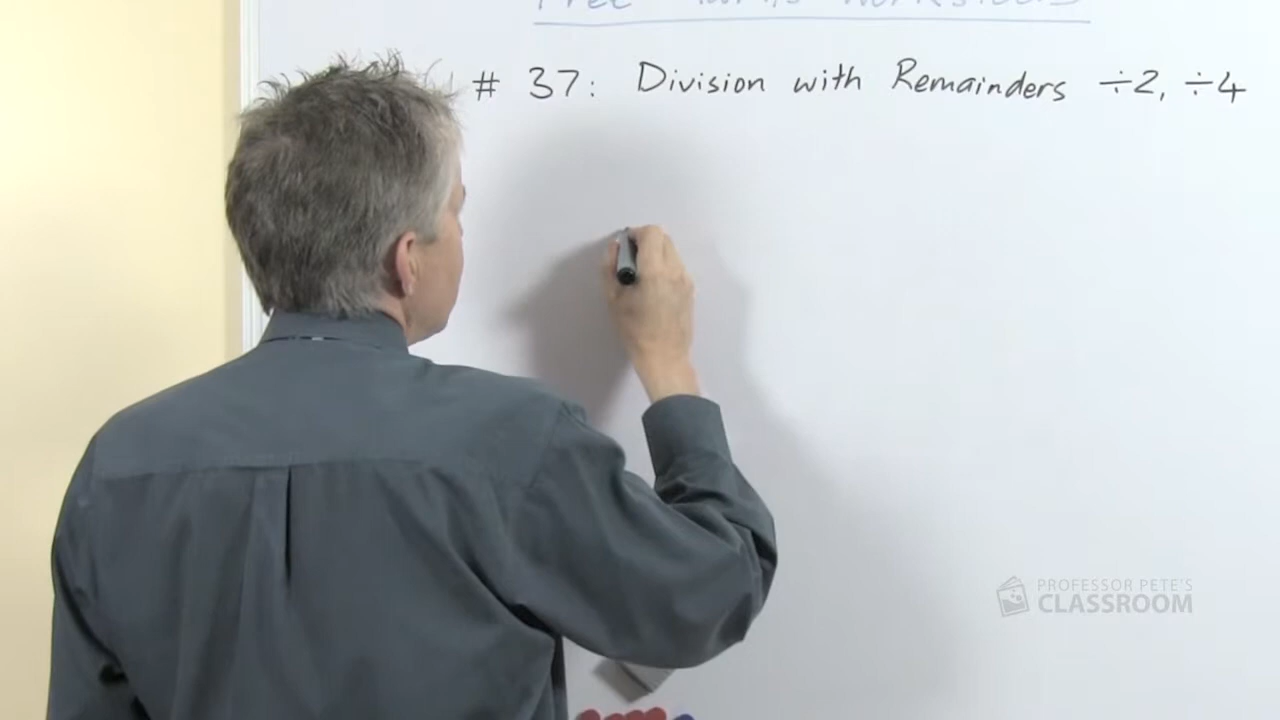 # 37: Division with Remainders ÷2, ÷4
PROFESSOR PETE'S
CLASSROOM